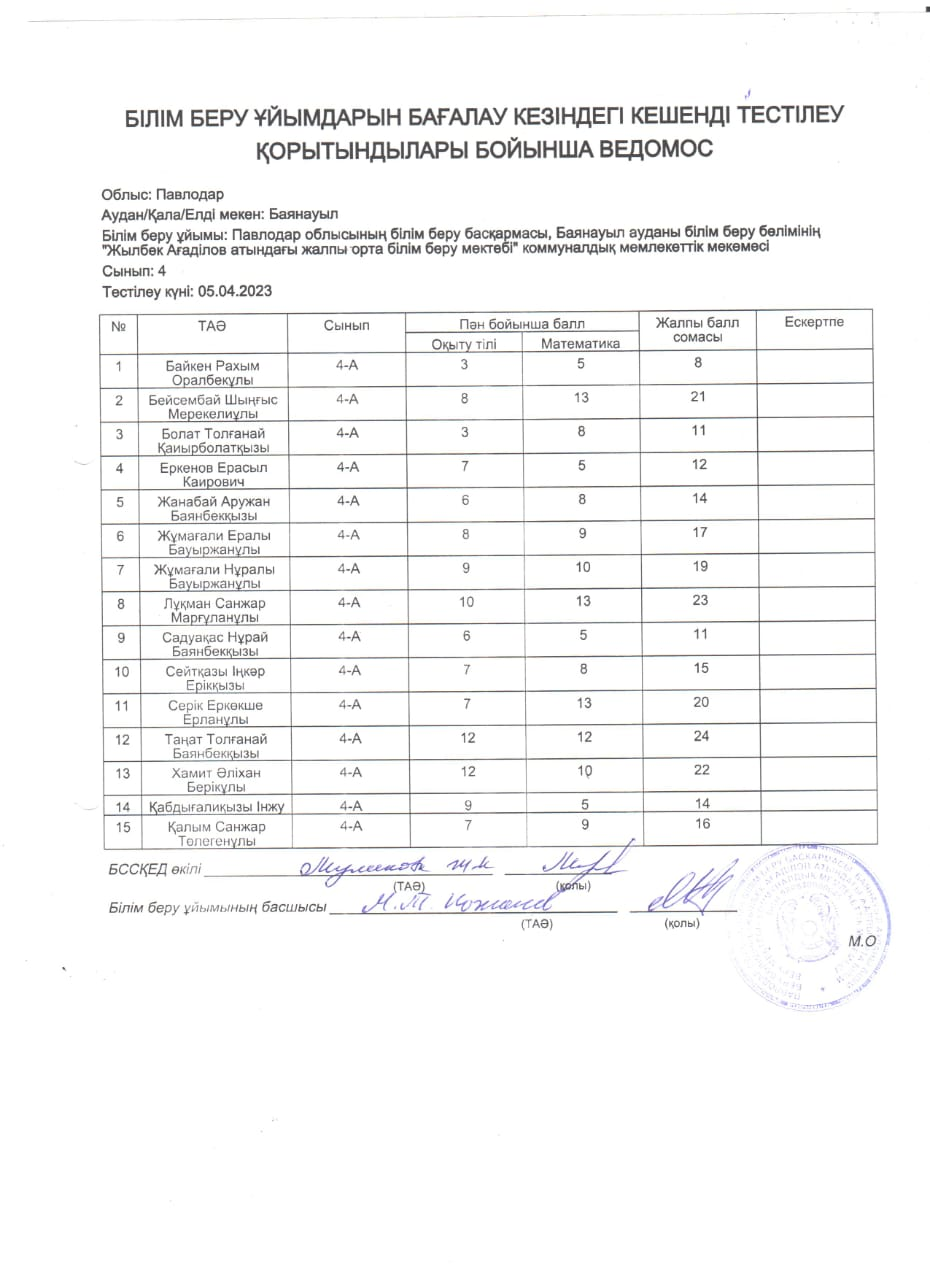 БІЛІМ БЕРУ ҰЙЫМДАРЫН БАҒАЛАУ КЕЗІНДЕГІ КЕШЕНДІ ТЕСТІЛЕУ
ҚОРЫТЫНДЫЛАРЫ БОЙЫНША ВЕДОМОС
Облыс: Павлодар
Аудан/Қала/Елді мекен: Баянауыл
Білім беру ұйымы: Павлодар облысының білім беру басқармасы, Баянауыл ауданы білім беру бөлімінің
"Жылбек Ағаділов атындағы жалпы орта білім беру мектебі" коммуналдық мемлекеттік мекемесі
Сынып: 4
Тестілеу күні: 05.04.2023
№ ТАӘ Сынып Пән бойынша балл Жалпы балл Ескертпе
сомасы
Оқыту тілі Математика
1 Байкен Рахым 4-А 3 5 8
Оралбекұлы
2 Бейсембай Шыңғыс 4-А 8 13 21
Мерекелиұлы
3 Болат Толғанай 4-А 3 8 11
Қаиырболатқызы
4 Еркенов Ерасыл 4-А 7 5 12
Каирович
5 Жанабай Аружан 4-А 6 8 14
Баянбекқызы
6 Жұмағали Ералы 4-А 8 9 17
Бауыржанұлы
7 Жұмағали Нұралы 4-А 9 10 19
Бауыржанұлы
8 Лұқман Санжар 4-А 10 13 23
Марғұланұлы
9 Садуақас Нұрай 4-А 6 5 11
Баянбекқызы
10 Сейтқазы Іңкәр 4-А 7 8 15
Ерікқызы
11 Серік Еркөкше 4-А 7 13 20
Ерланұлы
12 Таңат Толғанай 4-А 12 12 24
Баянбекқызы
13 Хамит Әліхан 4-А 12 10 22
Берікұлы
14 Қабдығалиқызы Інжу 4-А 9 5 14
15 Қалым Санжар 4-А 7 9 16
Төлегенұлы
БССҚЕД өкілі
(ТАӘ) (қолы)
Білім беру ұйымының басшысы М.Т.
(ТАӘ) (қолы)
М.О